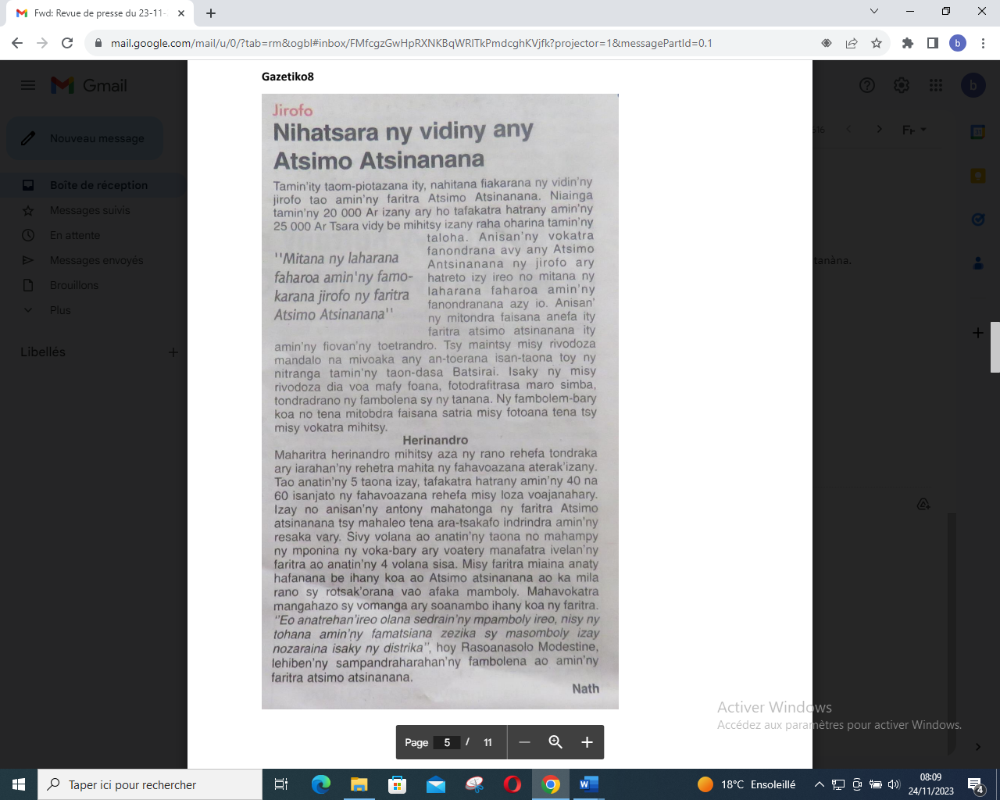 Fwd: Revue de presse du 23-11-
mail.google.com/mail/u/0/?tab=rm&ogbl#inbox/FMfcgzGwHpRXNKBqWRlTkPmdcghKVjfk?projector=1&messagePartId=0.1
b
Gmail
b
Nouveau message
516
Fr
Boîte de réception
Messages suivis
En attente
Messages envoyés
Brouillons
Plus
Libellés
tanàna.
Gazetiko8
Jirofo
Nihatsara ny vidiny any
Atsimo Atsinanana
Tamin'ity taom-piotazana ity, nahitana fiakarana ny vidin'ny
jirofo tao amin'ny faritra Atsimo Atsinanana. Niainga
tamin'ny 20 000 Ar izany ary ho tafakatra hatrany amin'ny
25 000 Ar Tsara vidy be mihitsy izany raha oharina tamin'ny
taloha. Anisan'ny vokatra
fanondrana avy any Atsimo
Antsinanana ny jirofo ary
hatreto izy ireo no mitana ny
laharana faharoa amin'ny
fanondranana azy io. Anisan'
ny mitondra faisana anefa ity
faritra atsimo atsinanana ity
''Mitana ny laharana
faharoa amin'ny famo-
karana jirofo ny faritra
Atsimo Atsinanana''
amin'ny fiovan'ny toetrandro. Tsy maintsy misy rivodoza
mandalo na mivoaka any an-toerana isan-taona toy ny
nitranga tamin'ny taon-dasa Batsirai. Isaky ny misy
rivodoza dia voa mafy foana, fotodrafitrasa maro simba,
tondradrano ny fambolena sy ny tanana. Ny fambolem-bary
koa no tena mitobdra faisana satria misy fotoana tena tsy
misy vokatra mihitsy.
Herinandro
Maharitra herinandro mihitsy aza ny rano rehefa tondraka
ary iarahan'ny rehetra mahita ny fahavoazana aterak'izany.
Tao anatin'ny 5 taona izay, tafakatra hatrany amin'ny 40 na
60 isanjato ny fahavoazana rehefa misy loza voajanahary.
Izay no anisan'ny antony mahatonga ny faritra Atsimo
atsinanana tsy mahaleo tena ara-tsakafo indrindra amin'ny
resaka vary. Sivy volana ao anatin'ny taona no mahampy
ny mponina ny voka-bary ary voatery manafatra ivelan'ny
faritra ao anatin'ny 4 volana sisa. Misy faritra miaina anaty
hafanana be ihany koa ao Atsimo atsinanana ao ka mila
rano sy rotsak'orana vao afaka mamboly. Mahavokatra
mangahazo sy vomanga ary soanambo ihany koa ny faritra.
''Eo anatrehan'ireo olana sedrain'ny mpamboly ireo, nisy ny
tohana amin'ny famatsiana zezika sy masomboly izay
nozaraina isaky ny distrika'', hoy Rasoanasolo Modestine,
lehiben'ny sampandraharahan'ny fambolena ao amin'ny
faritra atsimo atsinanana.
Nath
Page 5 / 11
Activer Windows
Accédez aux paramètres pour activer Windows.
Taper ici pour rechercher
18°C Ensoleillé
08:09
24/11/2023
4